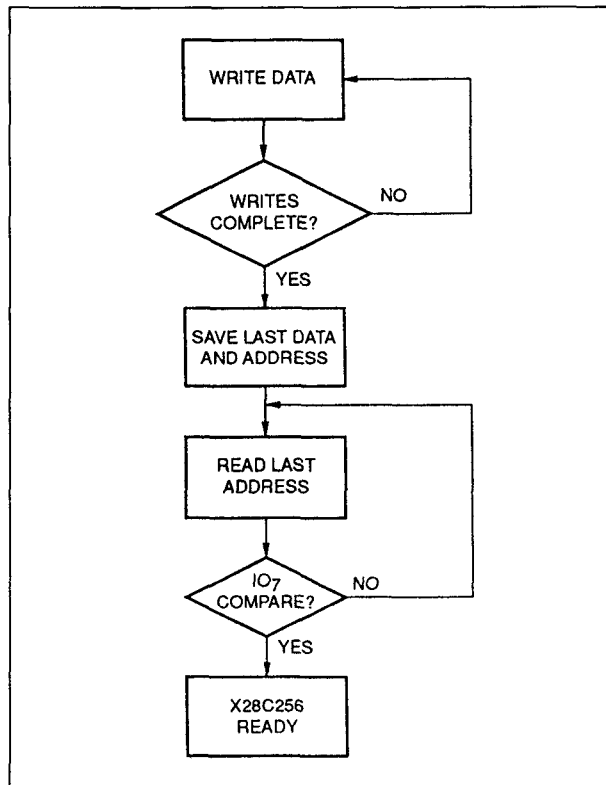 WRITE DATA
WRITES
COMPLETE?
NO
YES
SAVE LAST DATA
AND ADDRESS
READ LAST
ADDRESS
IO7
COMPARE?
NO
YES
X28C256
READY